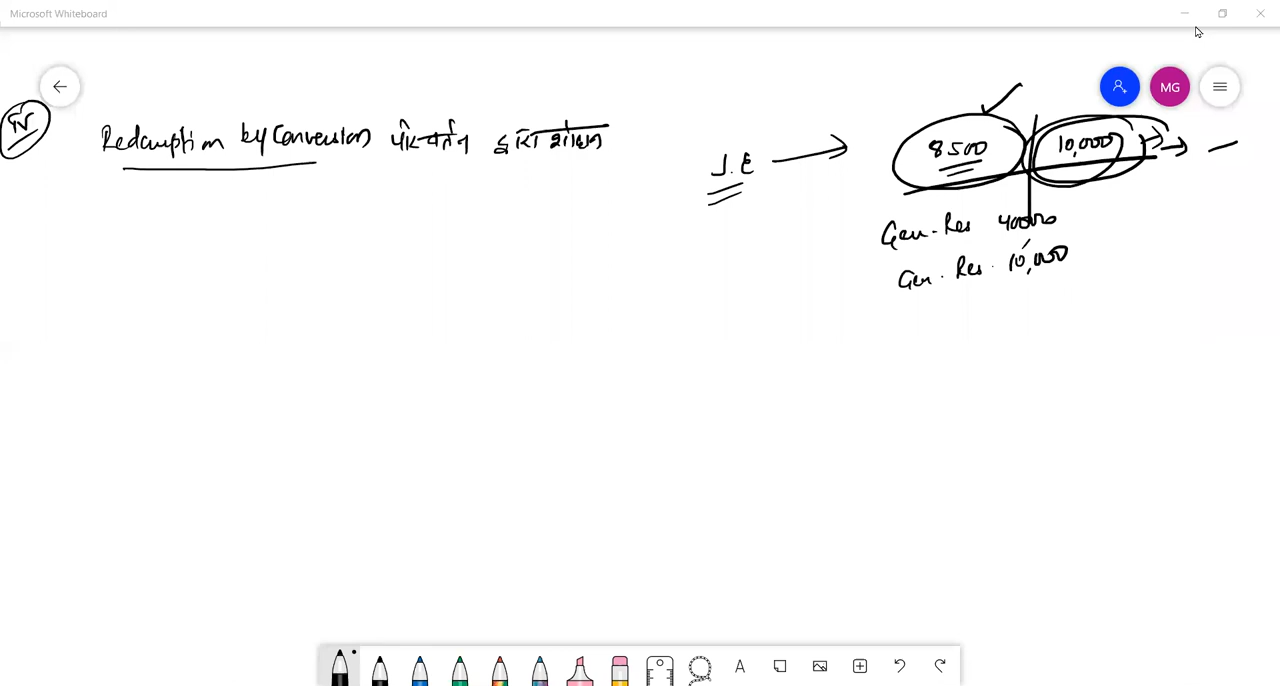 Microsoft Whiteboard
MG
Redemption by Conversion परिवर्तन द्वारा शोधन
J.E
8500 10,000
Gen. Res 40000
Gen. Res. 10,000
A